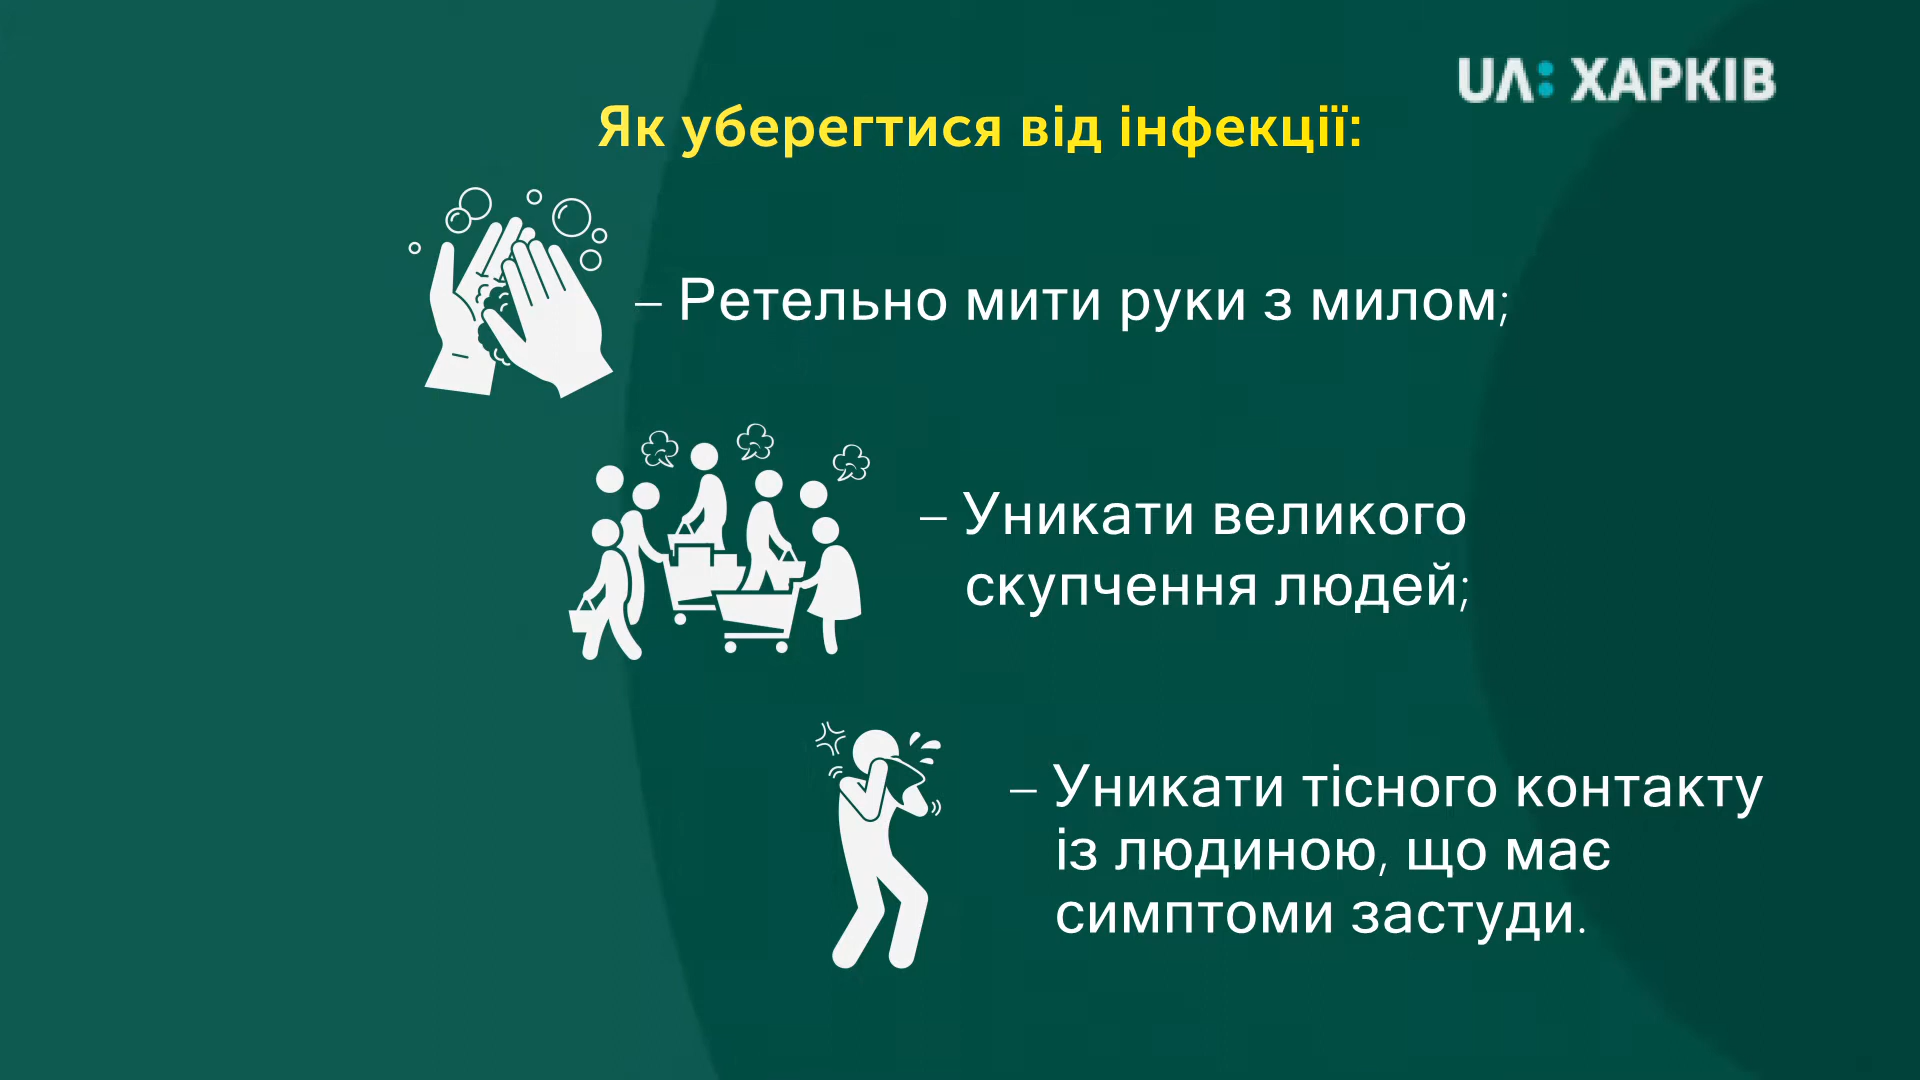 UA: ХАРКІВ
Як уберегтися від інфекції:
– Ретельно мити руки з милом;
– Уникати великого
скупчення людей;
– Уникати тісного контакту
із людиною, що має
симптоми застуди.